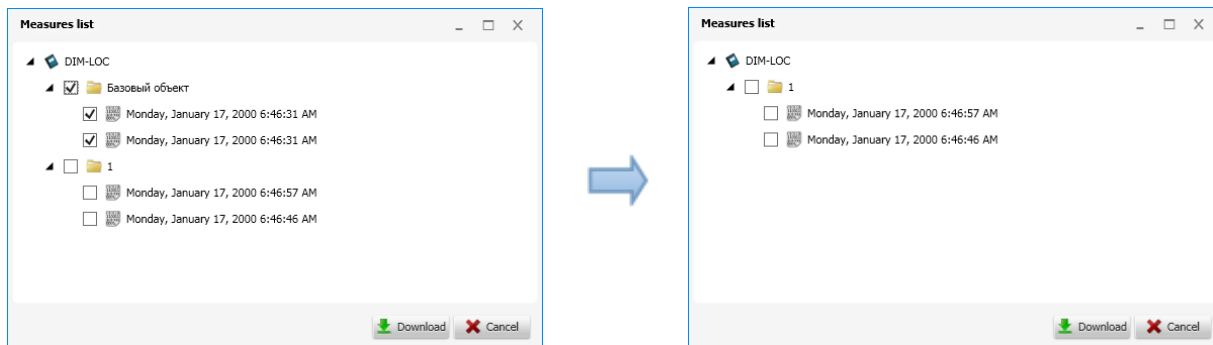 Measures list
DIM-LOC
Базовый объект
Monday, January 17, 2000 6:46:31 AM
Monday, January 17, 2000 6:46:31 AM
1
Monday, January 17, 2000 6:46:57 AM
Monday, January 17, 2000 6:46:46 AM
Download Cancel
Measures list
DIM-LOC
1
Monday, January 17, 2000 6:46:57 AM
Monday, January 17, 2000 6:46:46 AM
Download Cancel